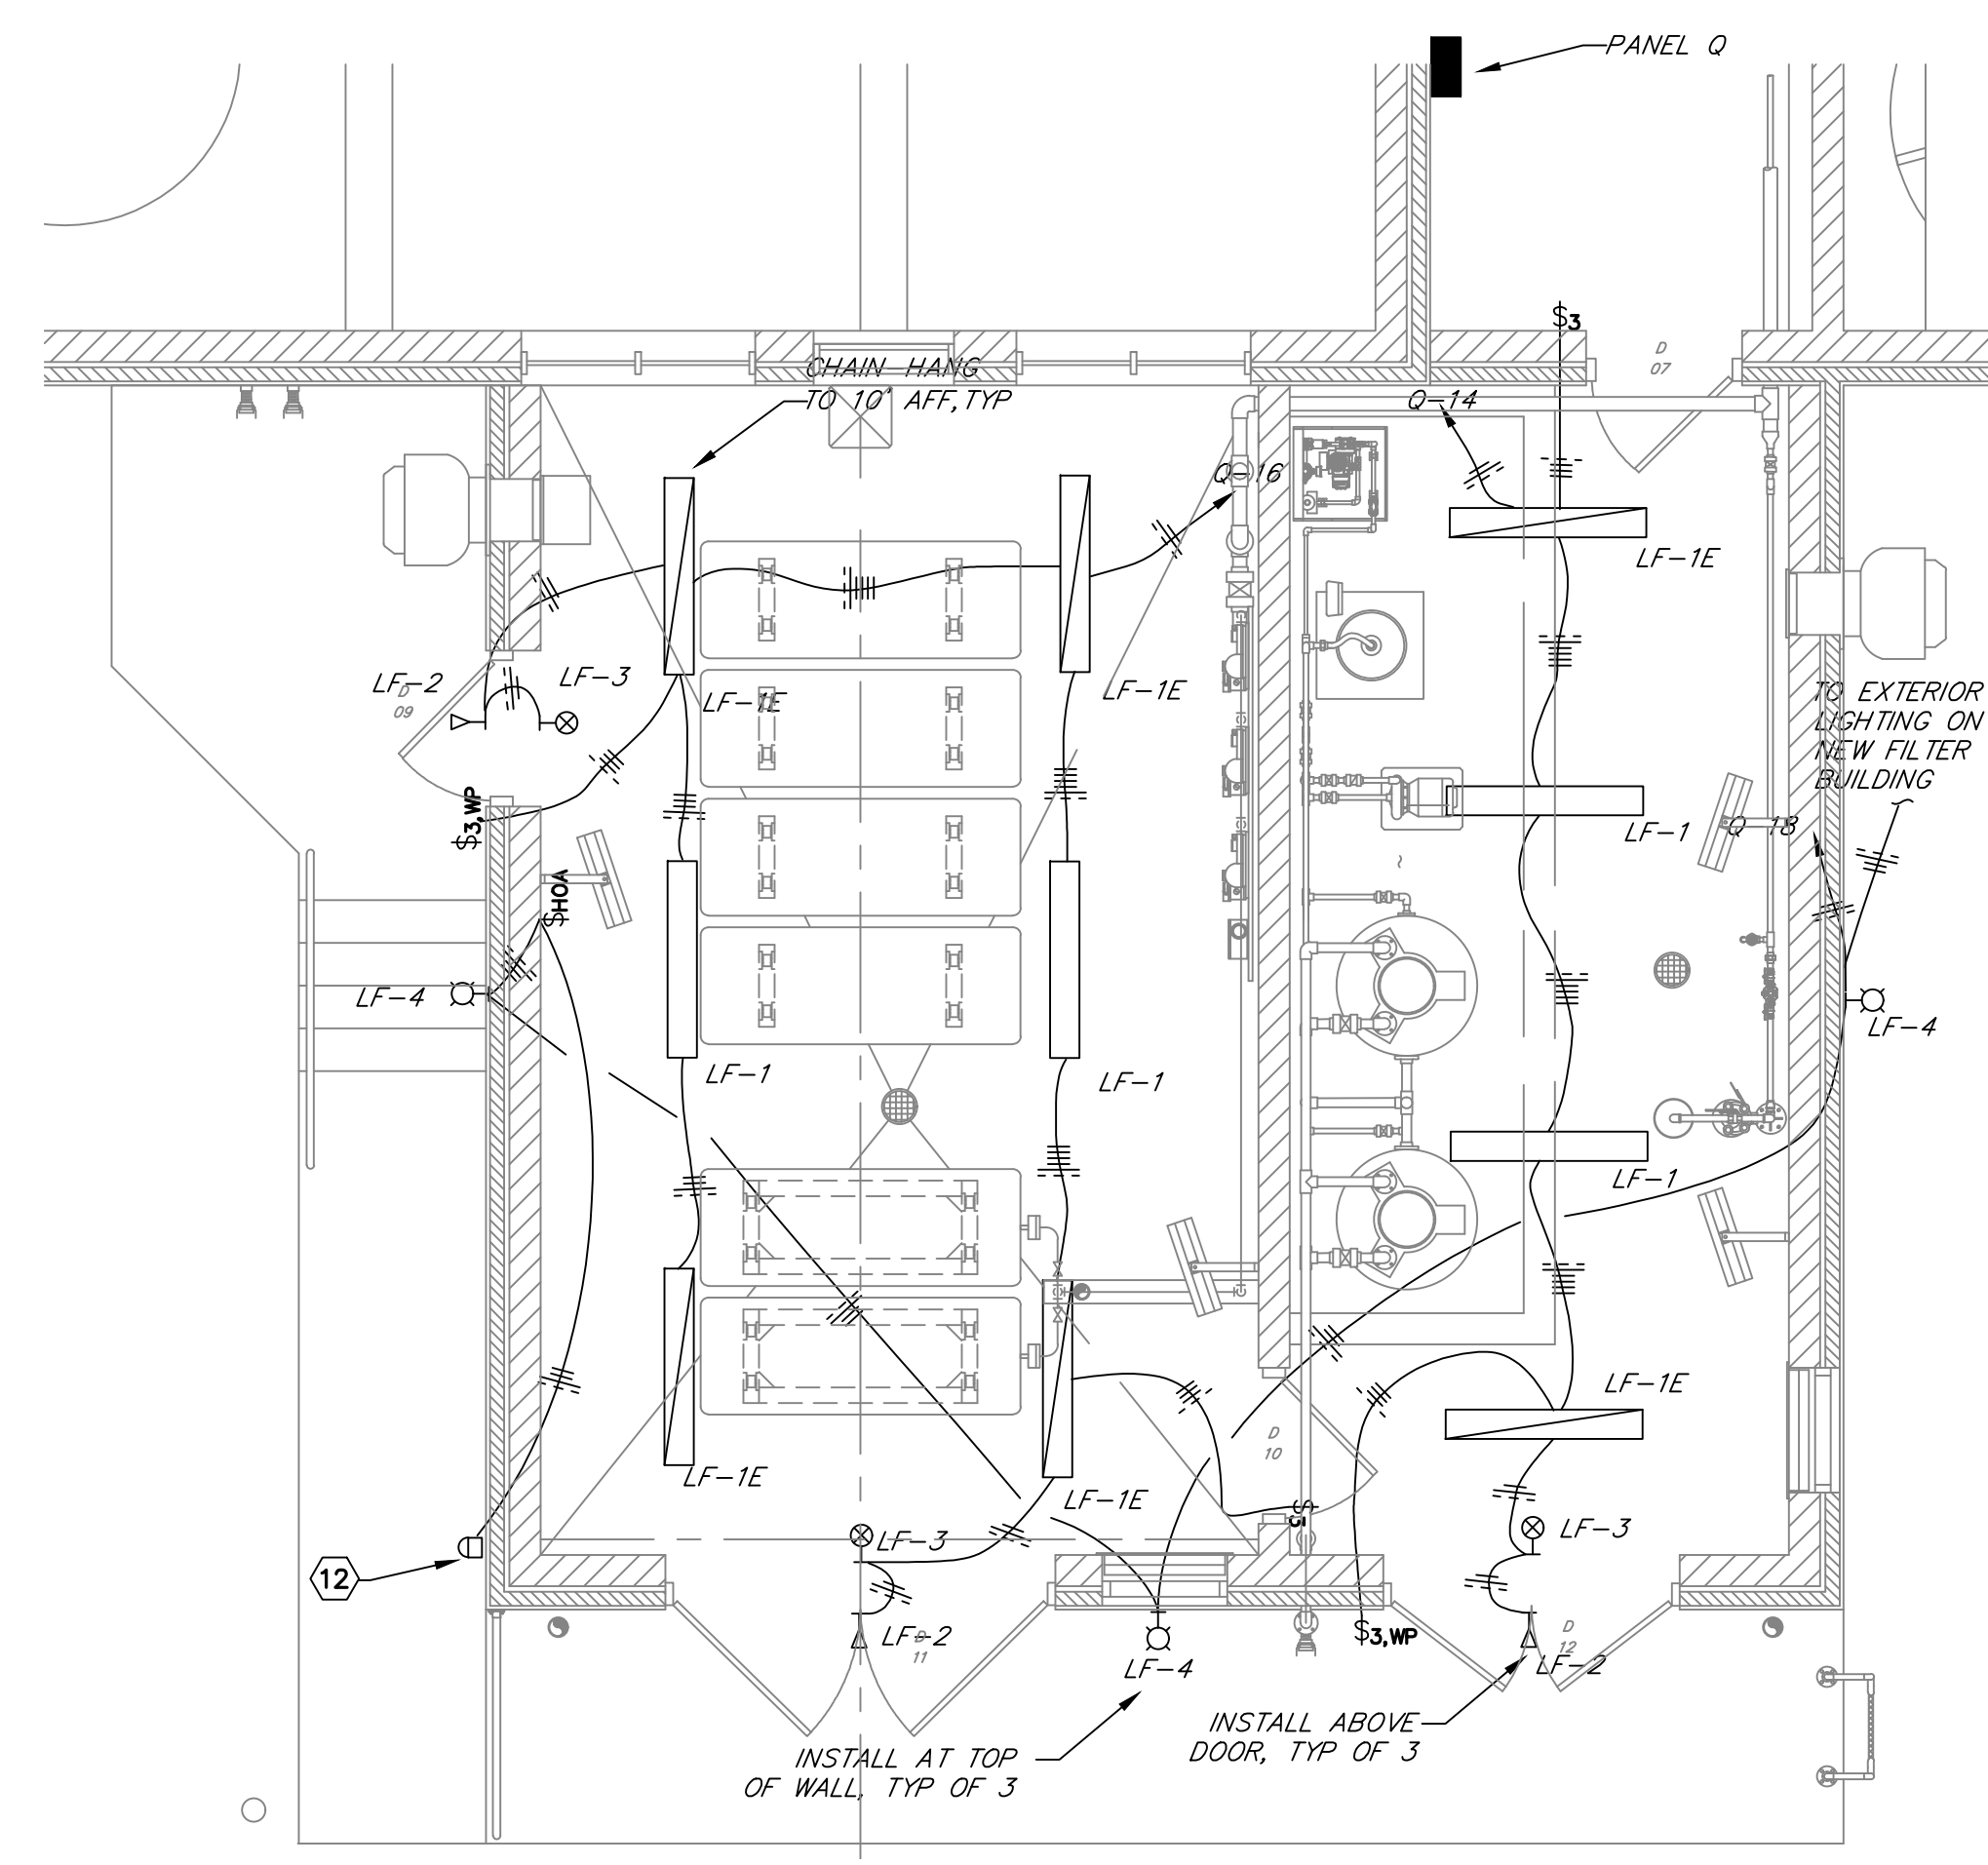 PANEL Q
$3
D
07
CHAIN HANG
TO 10' AFF, TYP
Q-14
Q-16
LF-1E
LF-2
D
09
LF-3
LF-1E
LF-1E
TO EXTERIOR
LIGHTING ON
NEW FILTER
BUILDING
$3,WP
LF-1
Q-18
$HOA
LF-4
LF-4
LF-1
LF-1
LF-1
LF-1E
D
10
LF-1E
LF-1E
$3
LF-3
LF-3
12
LF-2
D
11
$3,WP
D
12
LF-2
LF-4
INSTALL ABOVE
DOOR, TYP OF 3
INSTALL AT TOP
OF WALL, TYP OF 3